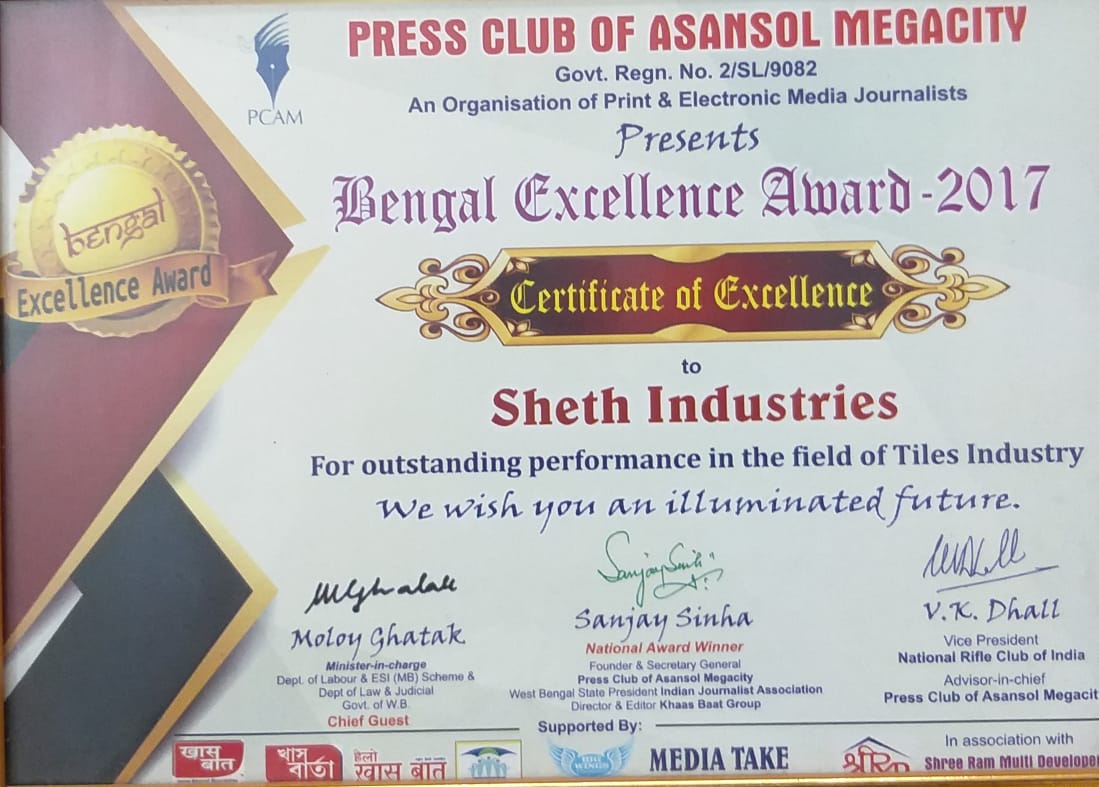 PRESS CLUB OF ASANSOL MEGACITY
Govt. Regn. No. 2/SL/9082
An Organisation of Print & Electronic Media Journalists
PCAM
Presents
Bengal Excellence Award-2017
bengal
Excellence Award
Certificate of Excellence
to
Sheth Industries
For outstanding performance in the field of Tiles Industry
We wish you an illuminated future.
Sanjay Sinha
Moloy Ghatak
Minister-in-charge
Dept. of Labour & ESI (MB) Scheme &
Dept of Law & Judicial
Govt. of W.B.
Chief Guest
Sanjay Sinha
National Award Winner
Founder & Secretary General
Press Club of Asansol Megacity
West Bengal State President Indian Journalist Association
Director & Editor Khaas Baat Group
V.K. Dhall
Vice President
National Rifle Club of India
Advisor-in-chief
Press Club of Asansol Megacit
Supported By:
खास बात
খাস বার্তা
हेलो खास बात
BIG WINGS
MEDIA TAKE
श्रीराम
In association with
Shree Ram Multi Develope